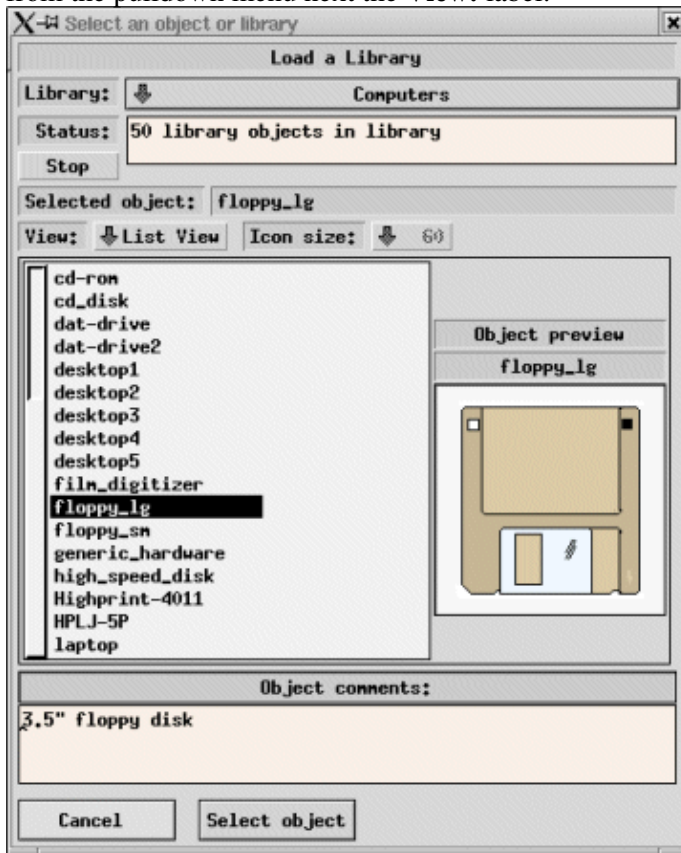 from the pulldown menu next the 'View:' label.
Select an object or library
Load a Library
Library: Computers
Status: 50 library objects in library
Stop
Selected object: floppy_lg
View: List View Icon size: 60
cd-rom
cd_disk
dat-drive
dat-drive2
desktop1
desktop2
desktop3
desktop4
desktop5
film_digitizer
floppy_lg
floppy_sm
generic_hardware
high_speed_disk
Highprint-4011
HPLJ-5P
laptop
Object preview
floppy_lg
Object comments:
3.5" floppy disk
Cancel Select object